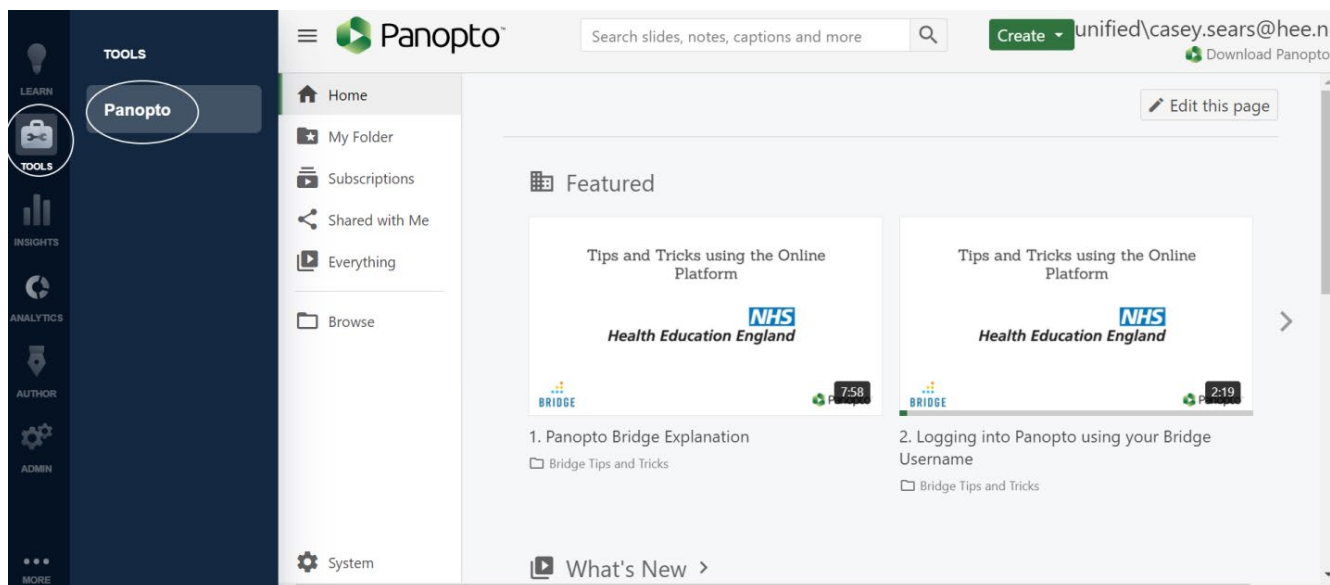 LEARN
TOOLS
INSIGHTS
ANALYTICS
AUTHOR
ADMIN
MORE
TOOLS
Panopto
Panopto™
Search slides, notes, captions and more
Create
unified\casey.sears@hee.n
Download Panopto
Home
My Folder
Subscriptions
Shared with Me
Everything
Browse
System
Edit this page
Featured
Tips and Tricks using the Online
Platform
NHS
Health Education England
BRIDGE
7:58
1. Panopto Bridge Explanation
Bridge Tips and Tricks
Tips and Tricks using the Online
Platform
NHS
Health Education England
BRIDGE
2:19
2. Logging into Panopto using your Bridge
Username
Bridge Tips and Tricks
What's New >